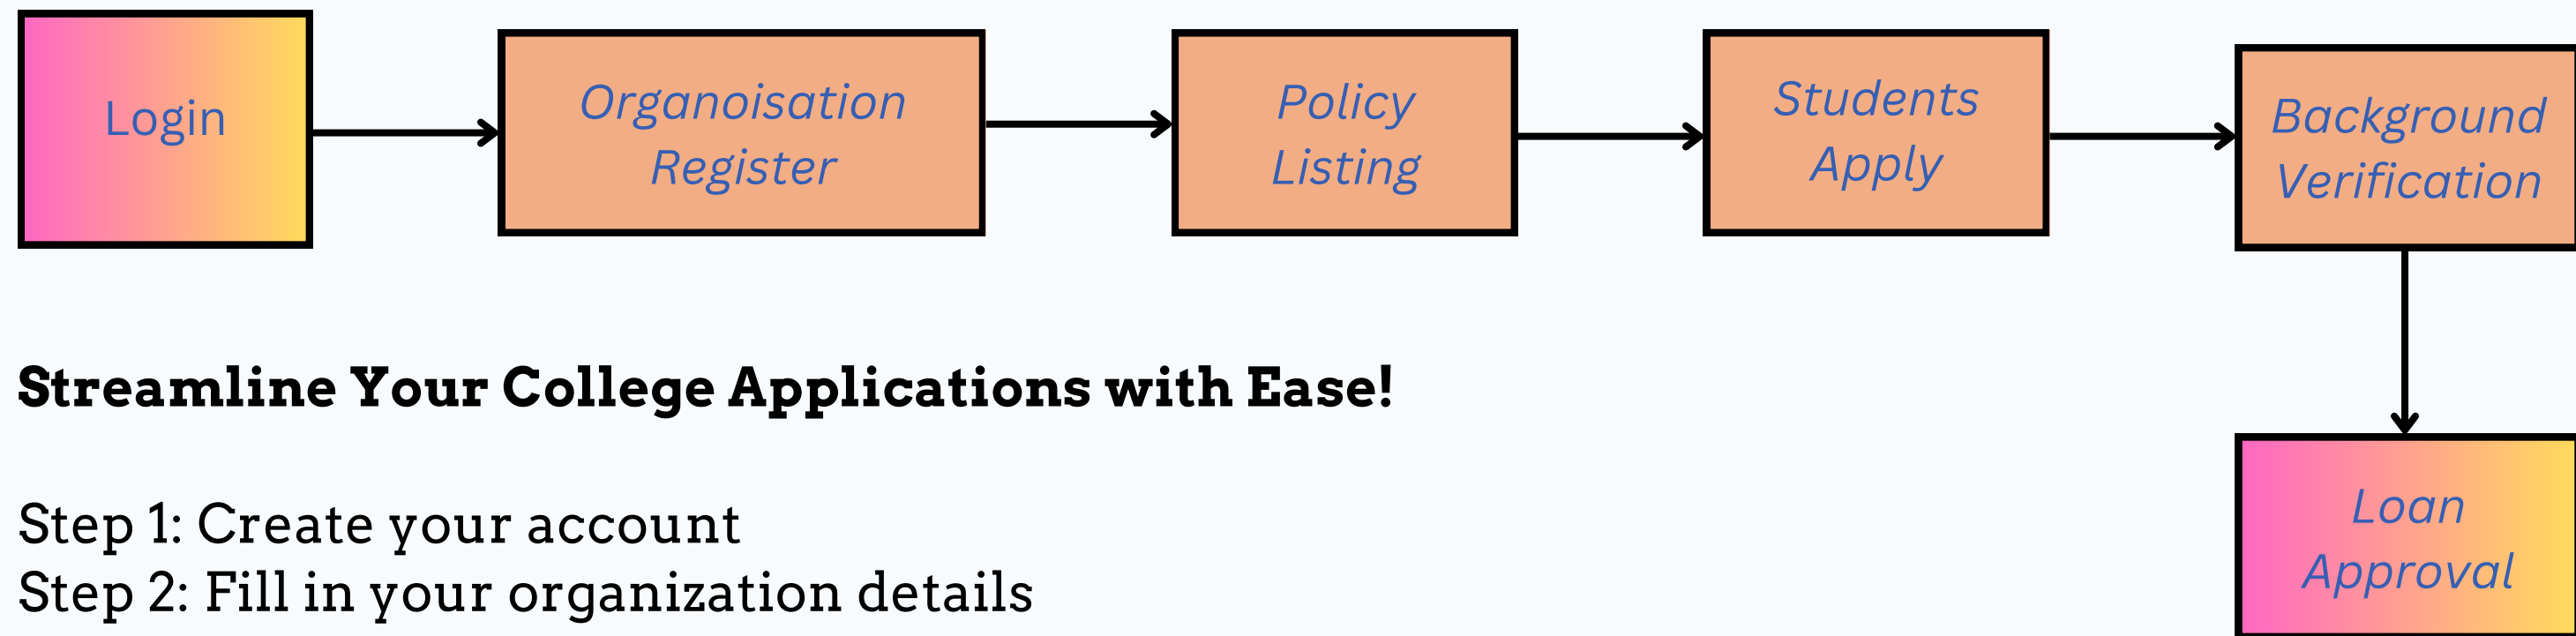 Login
Organoisation
Register
Policy
Listing
Students
Apply
Background
Verification
Streamline Your College Applications with Ease!
Step 1: Create your account
Step 2: Fill in your organization details
Loan
Approval